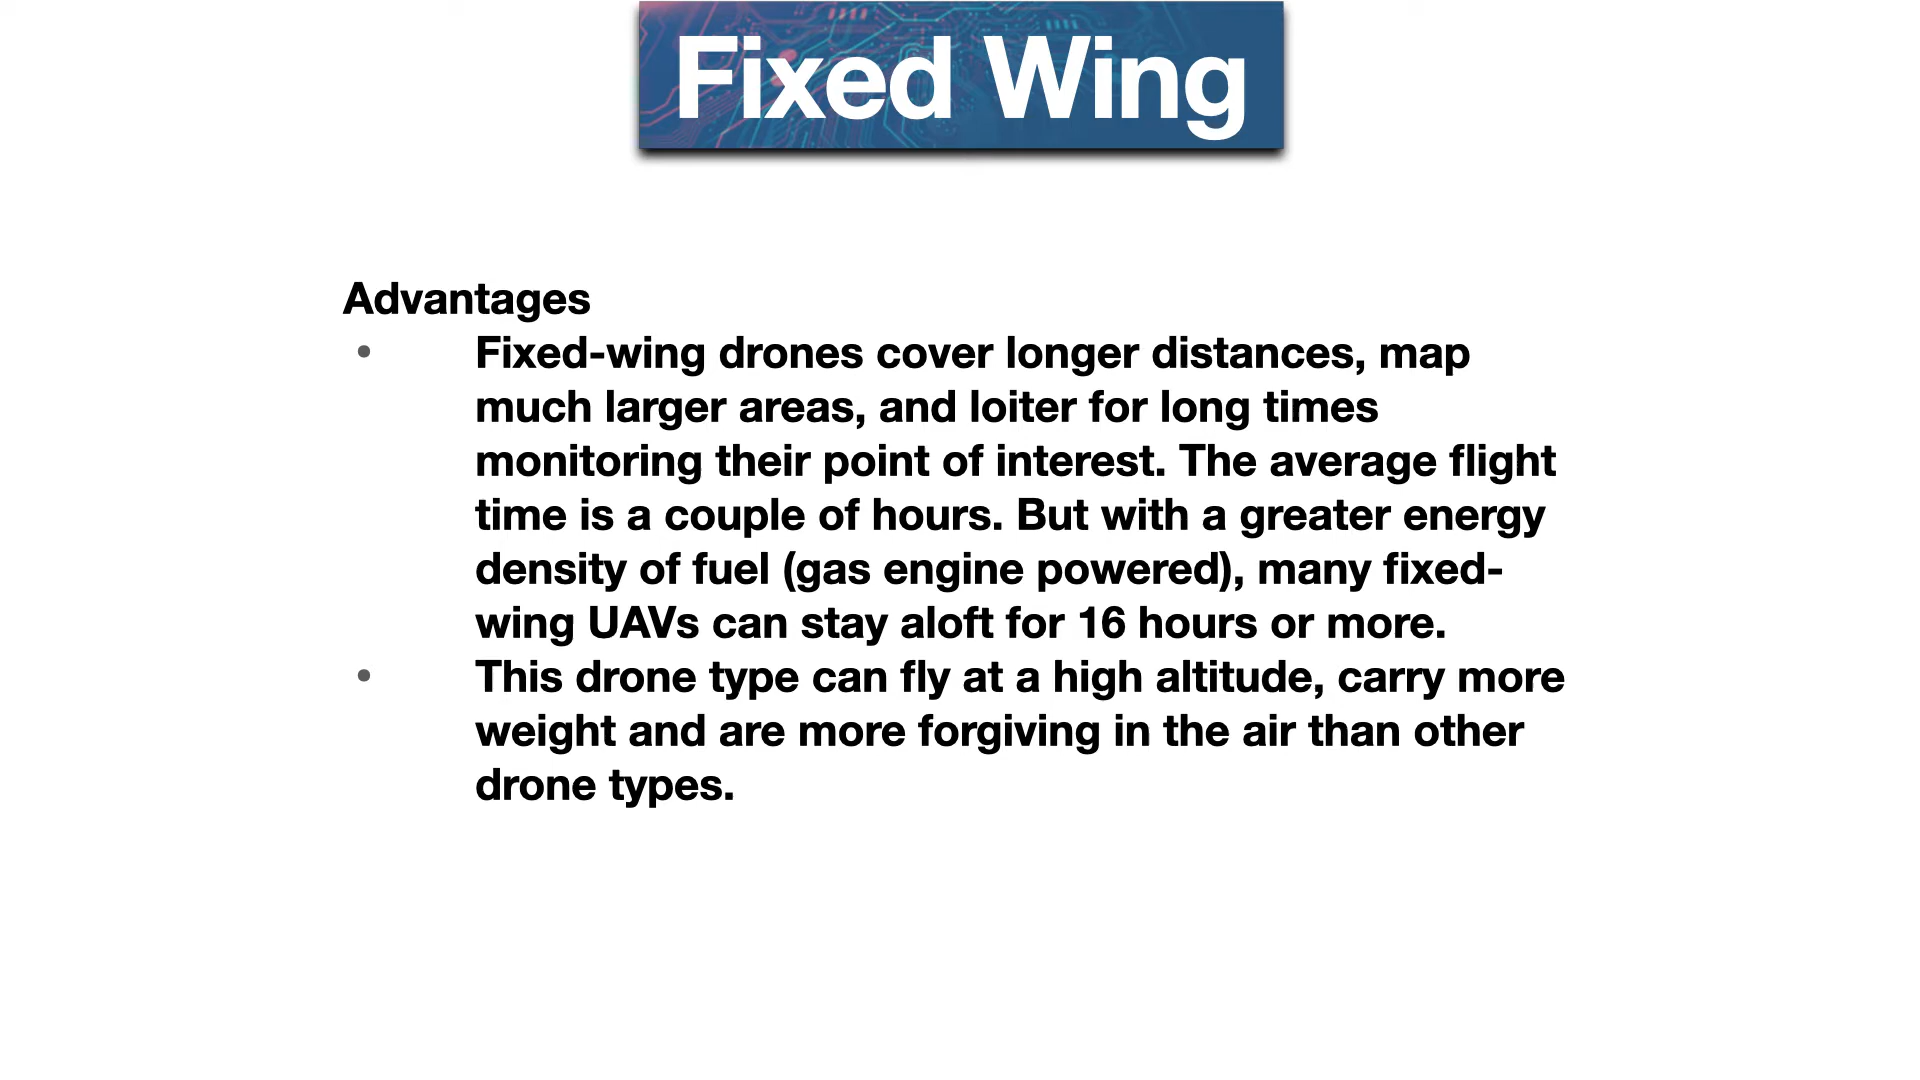 Fixed Wing
Advantages
• Fixed-wing drones cover longer distances, map
much larger areas, and loiter for long times
monitoring their point of interest. The average flight
time is a couple of hours. But with a greater energy
density of fuel (gas engine powered), many fixed-
wing UAVs can stay aloft for 16 hours or more.
• This drone type can fly at a high altitude, carry more
weight and are more forgiving in the air than other
drone types.